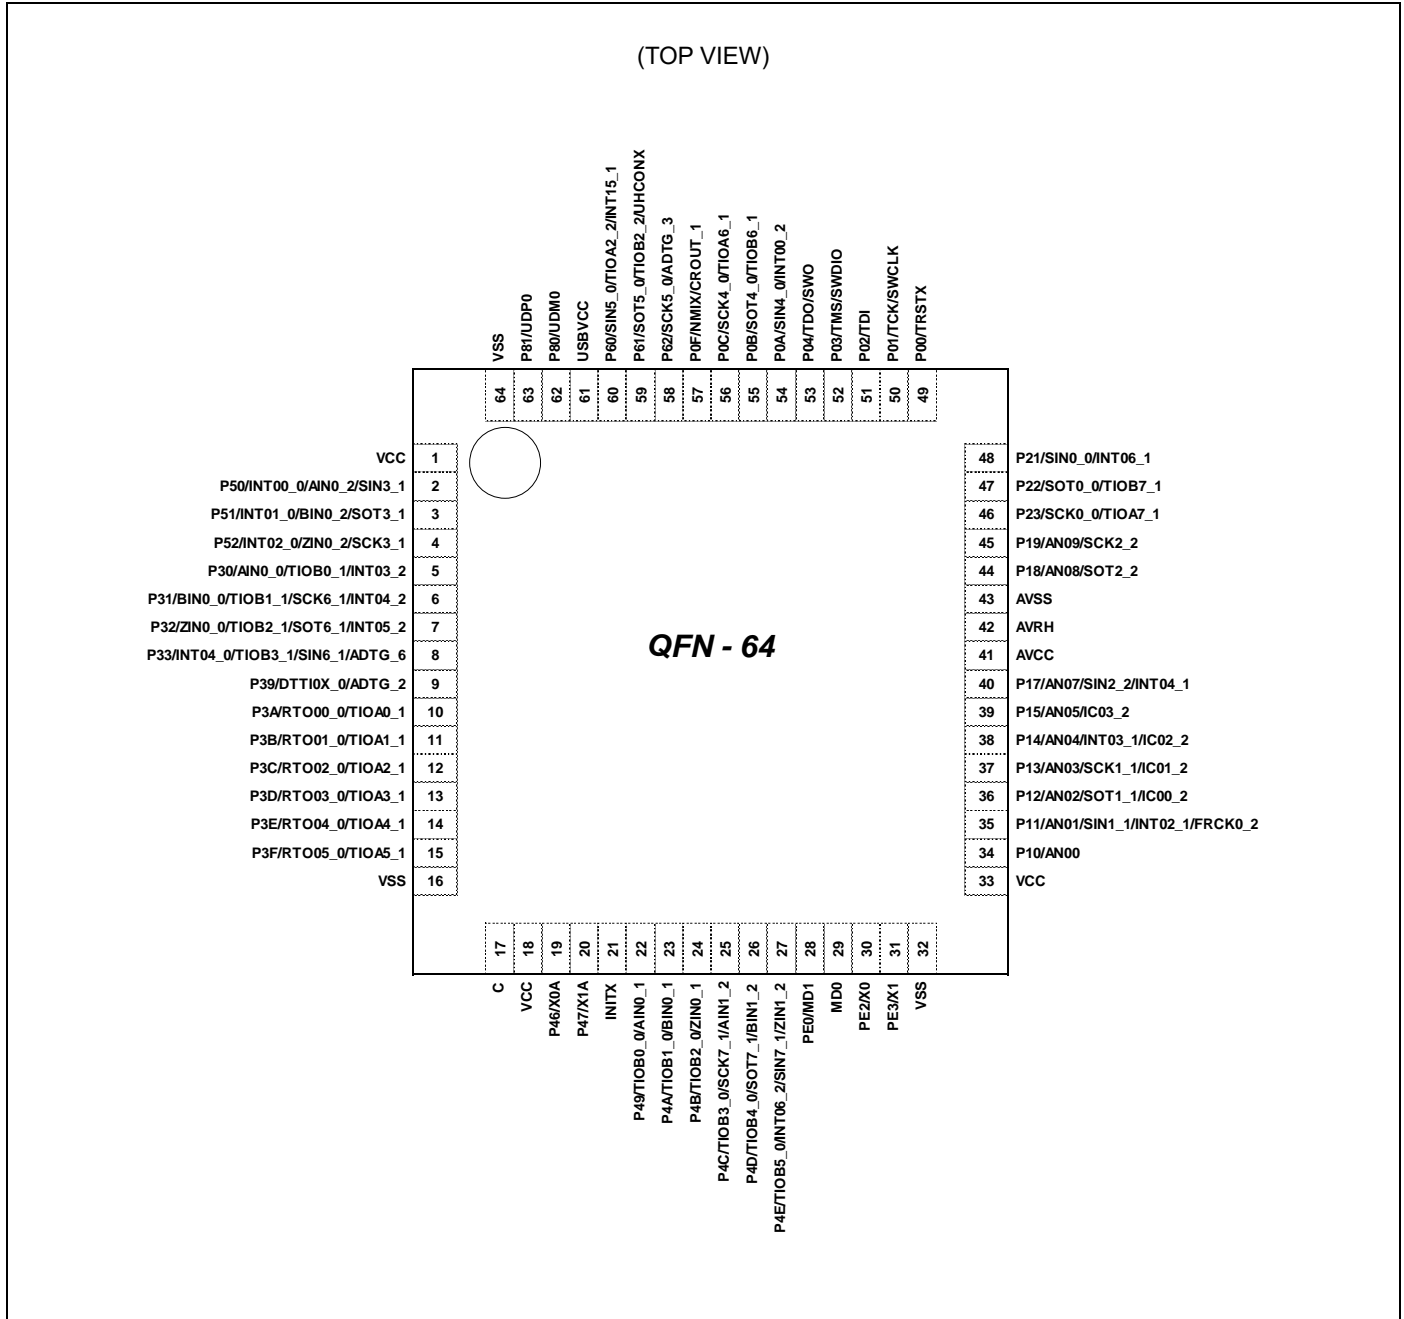 (TOP VIEW)
VSS
P81/UDP0
P80/UDM0
USBVCC
P60/SIN5_0/TIOA2_2/INT15_1
P61/SOT5_0/TIOB2_2/UHCONX
P62/SCK5_0/ADTG_3
P0F/NMIX/CROUT_1
P0C/SCK4_0/TIOA6_1
P0B/SOT4_0/TIOB6_1
P0A/SIN4_0/INT00_2
P04/TDO/SWO
P03/TMS/SWDIO
P02/TDI
P01/TCK/SWCLK
P00/TRSTX
64 63 62 61 60 59 58 57 56 55 54 53 52 51 50 49
VCC 1
P50/INT00_0/AIN0_2/SIN3_1 2
P51/INT01_0/BIN0_2/SOT3_1 3
P52/INT02_0/ZIN0_2/SCK3_1 4
P30/AIN0_0/TIOB0_1/INT03_2 5
P31/BIN0_0/TIOB1_1/SCK6_1/INT04_2 6
P32/ZIN0_0/TIOB2_1/SOT6_1/INT05_2 7
P33/INT04_0/TIOB3_1/SIN6_1/ADTG_6 8
P39/DTTI0X_0/ADTG_2 9
P3A/RTO00_0/TIOA0_1 10
P3B/RTO01_0/TIOA1_1 11
P3C/RTO02_0/TIOA2_1 12
P3D/RTO03_0/TIOA3_1 13
P3E/RTO04_0/TIOA4_1 14
P3F/RTO05_0/TIOA5_1 15
VSS 16
QFN - 64
48 P21/SIN0_0/INT06_1
47 P22/SOT0_0/TIOB7_1
46 P23/SCK0_0/TIOA7_1
45 P19/AN09/SCK2_2
44 P18/AN08/SOT2_2
43 AVSS
42 AVRH
41 AVCC
40 P17/AN07/SIN2_2/INT04_1
39 P15/AN05/IC03_2
38 P14/AN04/INT03_1/IC02_2
37 P13/AN03/SCK1_1/IC01_2
36 P12/AN02/SOT1_1/IC00_2
35 P11/AN01/SIN1_1/INT02_1/FRCK0_2
34 P10/AN00
33 VCC
17 18 19 20 21 22 23 24 25 26 27 28 29 30 31 32
C
VCC
P46/X0A
P47/X1A
INITX
P49/TIOB0_0/AIN0_1
P4A/TIOB1_0/BIN0_1
P4B/TIOB2_0/ZIN0_1
P4C/TIOB3_0/SCK7_1/AIN1_2
P4D/TIOB4_0/SOT7_1/BIN1_2
P4E/TIOB5_0/INT06_2/SIN7_1/ZIN1_2
PE0/MD1
MD0
PE2/X0
PE3/X1
VSS